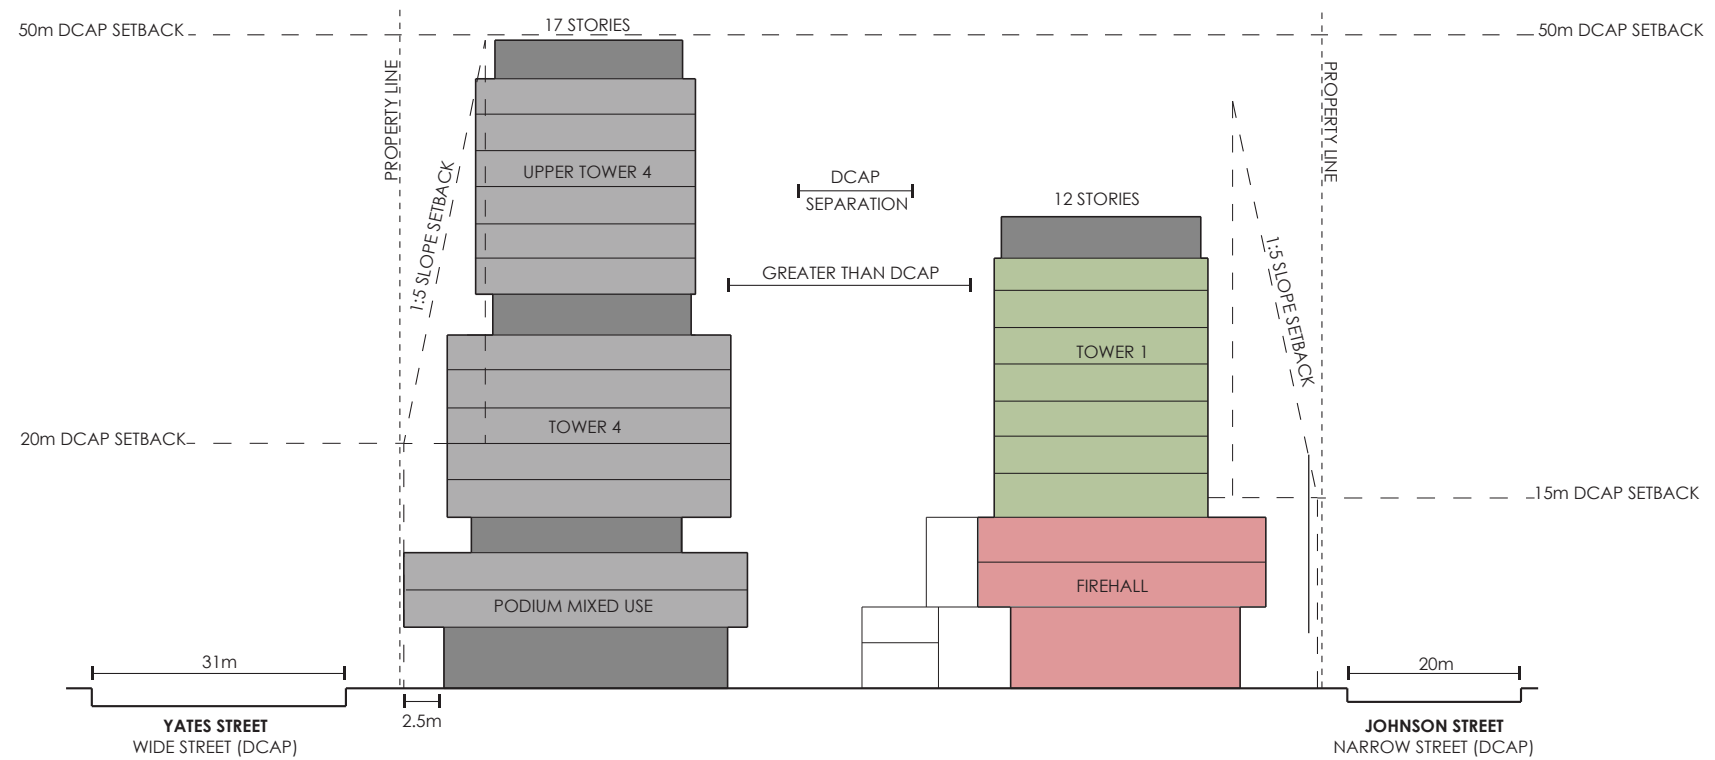 17 STORIES
50m DCAP SETBACK
50m DCAP SETBACK
PROPERTY LINE
PROPERTY LINE
1:5 SLOPE SETBACK
UPPER TOWER 4
DCAP
SEPARATION
12 STORIES
GREATER THAN DCAP
1:5 SLOPE SETBACK
TOWER 1
TOWER 4
20m DCAP SETBACK
15m DCAP SETBACK
PODIUM MIXED USE
FIREHALL
31m
20m
2.5m
YATES STREET
WIDE STREET (DCAP)
JOHNSON STREET
NARROW STREET (DCAP)